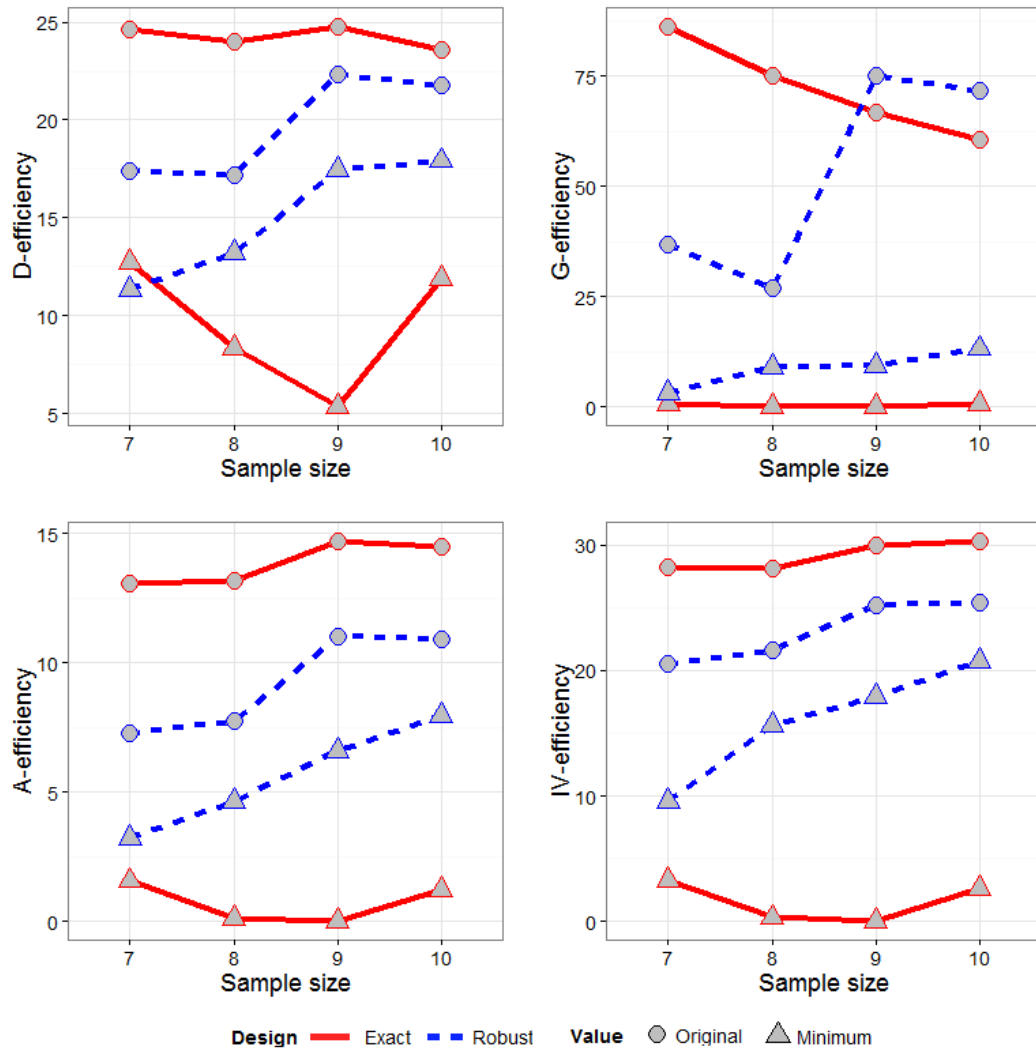 25
20
15
10
5
D-efficiency
7 8 9 10
Sample size
75
50
25
0
G-efficiency
7 8 9 10
Sample size
15
10
5
0
A-efficiency
7 8 9 10
Sample size
30
20
10
0
IV-efficiency
7 8 9 10
Sample size
Design Exact Robust Value Original Minimum